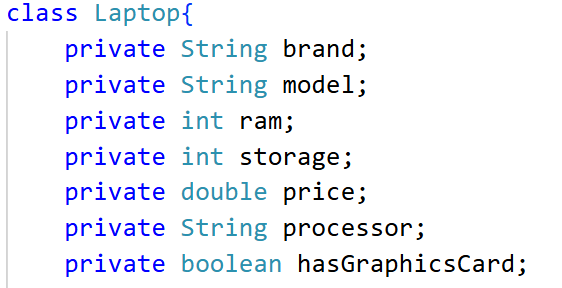 class Laptop{
    private String brand;
    private String model;
    private int ram;
    private int storage;
    private double price;
    private String processor;
    private boolean hasGraphicsCard;